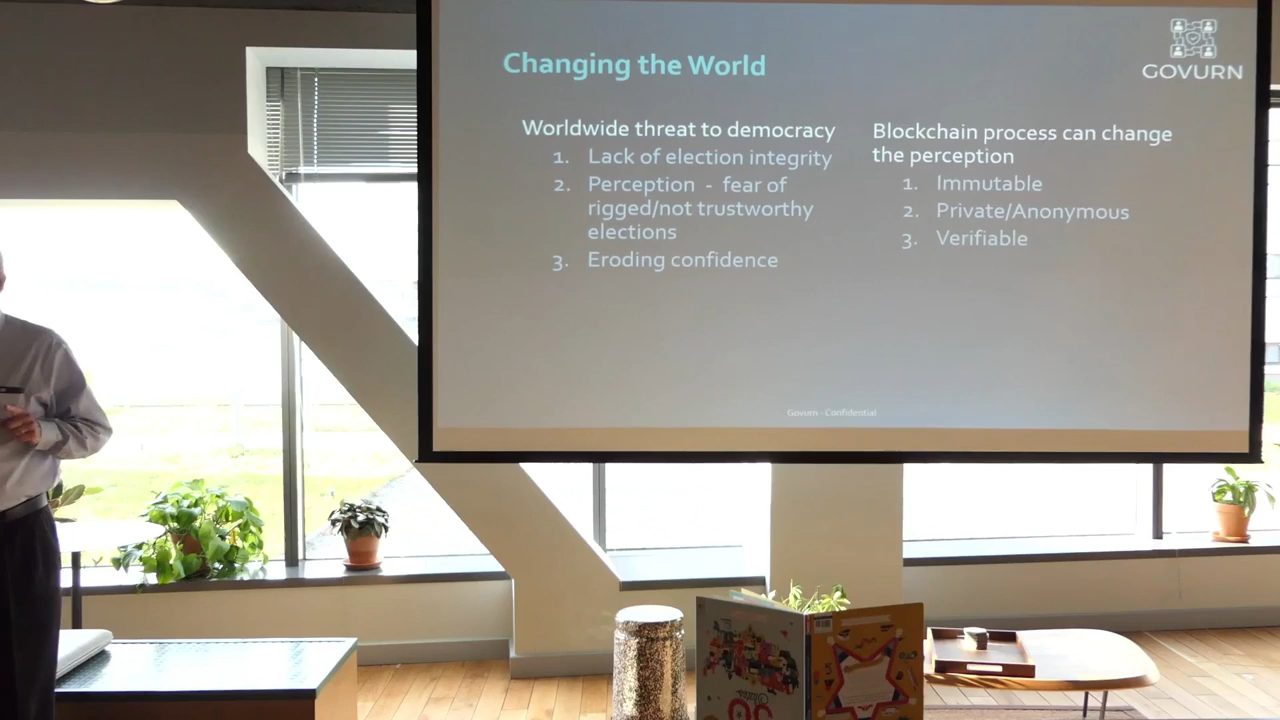 Changing the World
GOVURN
Worldwide threat to democracy
1. Lack of election integrity
2. Perception - fear of
rigged/not trustworthy
elections
3. Eroding confidence
Blockchain process can change
the perception
1. Immutable
2. Private/Anonymous
3. Verifiable
Govurn - Confidential